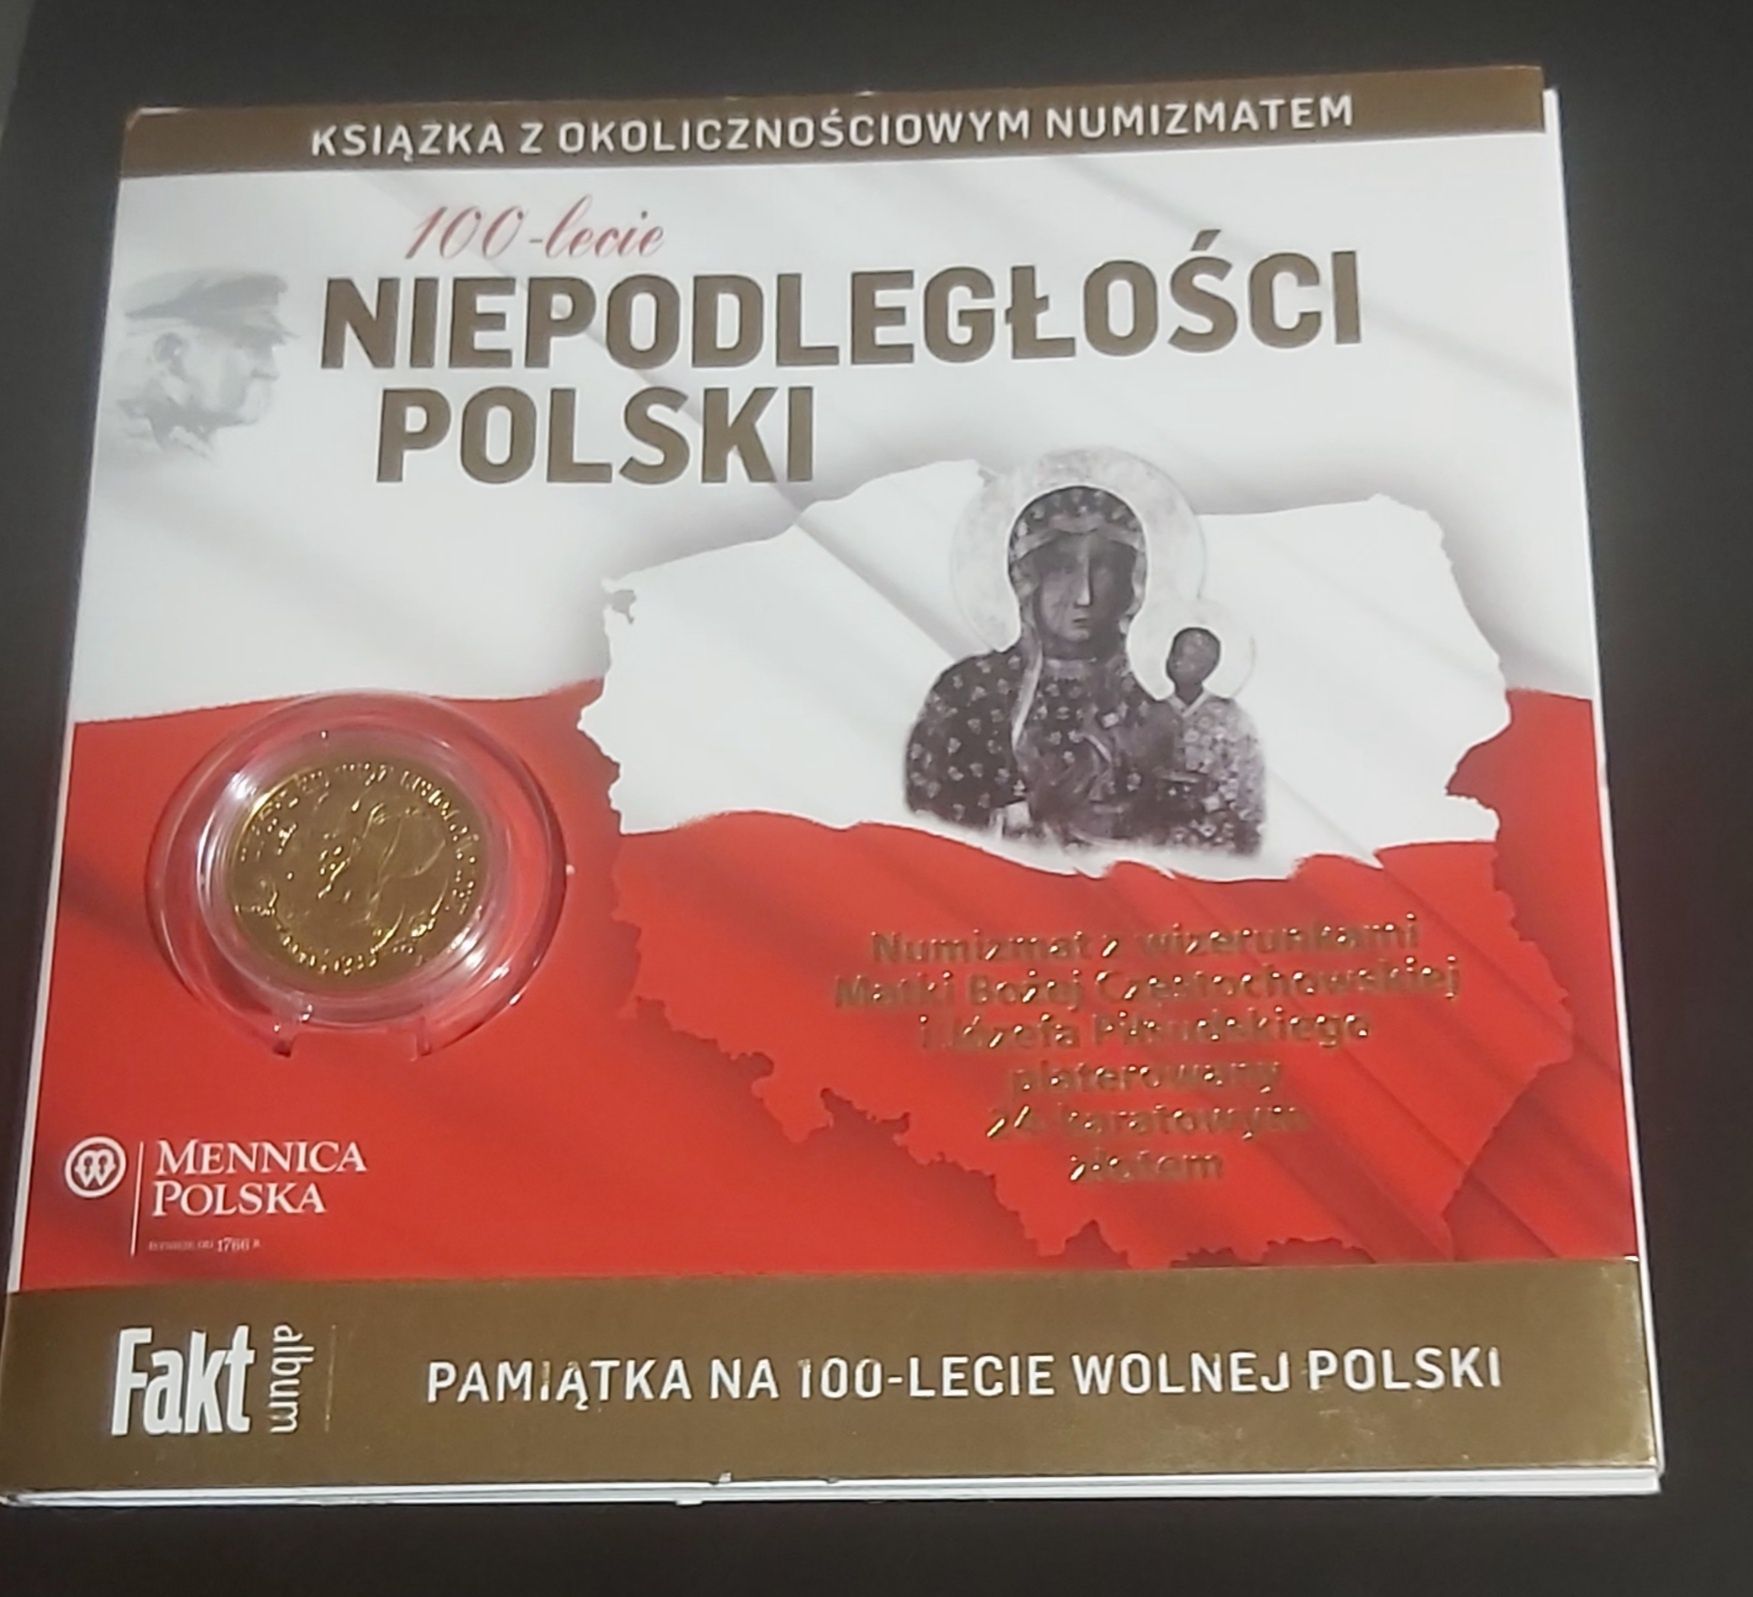 KSIĄŻKA Z OKOLICZNOŚCIOWYM NUMIZMATEM
100-lecie
NIEPODLEGŁOŚCI
POLSKI
Numizmat z wizerunkami
Matki Bożej Częstochowskiej
i Józefa Piłsudskiego
platerowany
24 karatowym
złotem
MENNICA
POLSKA
1766
Fakt
album
PAMIĄTKA NA 100-LECIE WOLNEJ POLSKI